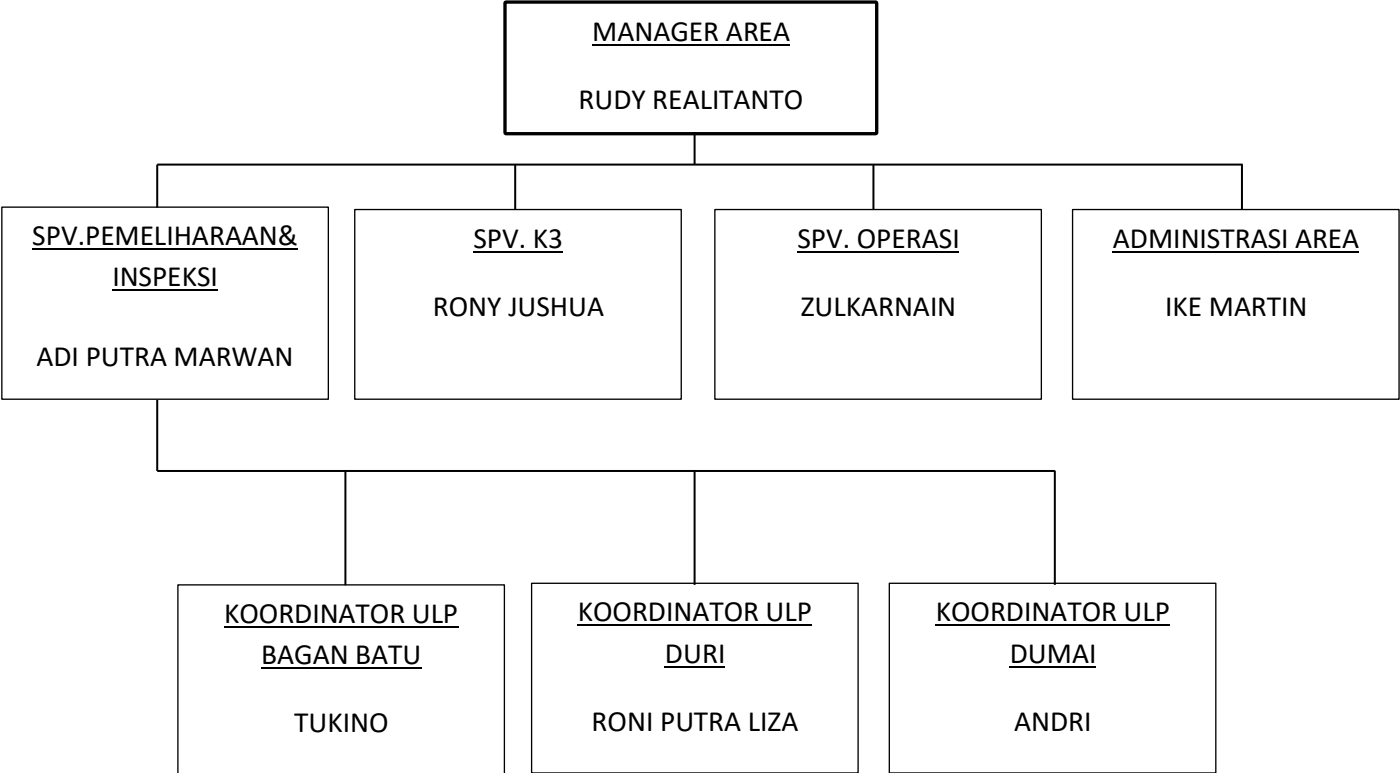 MANAGER AREA
RUDY REALITANTO
SPV.PEMELIHARAAN&
INSPEKSI
ADI PUTRA MARWAN
SPV. K3
RONY JUSHUA
SPV. OPERASI
ZULKARNAIN
ADMINISTRASI AREA
IKE MARTIN
KOORDINATOR ULP
BAGAN BATU
TUKINO
KOORDINATOR ULP
DURI
RONI PUTRA LIZA
KOORDINATOR ULP
DUMAI
ANDRI